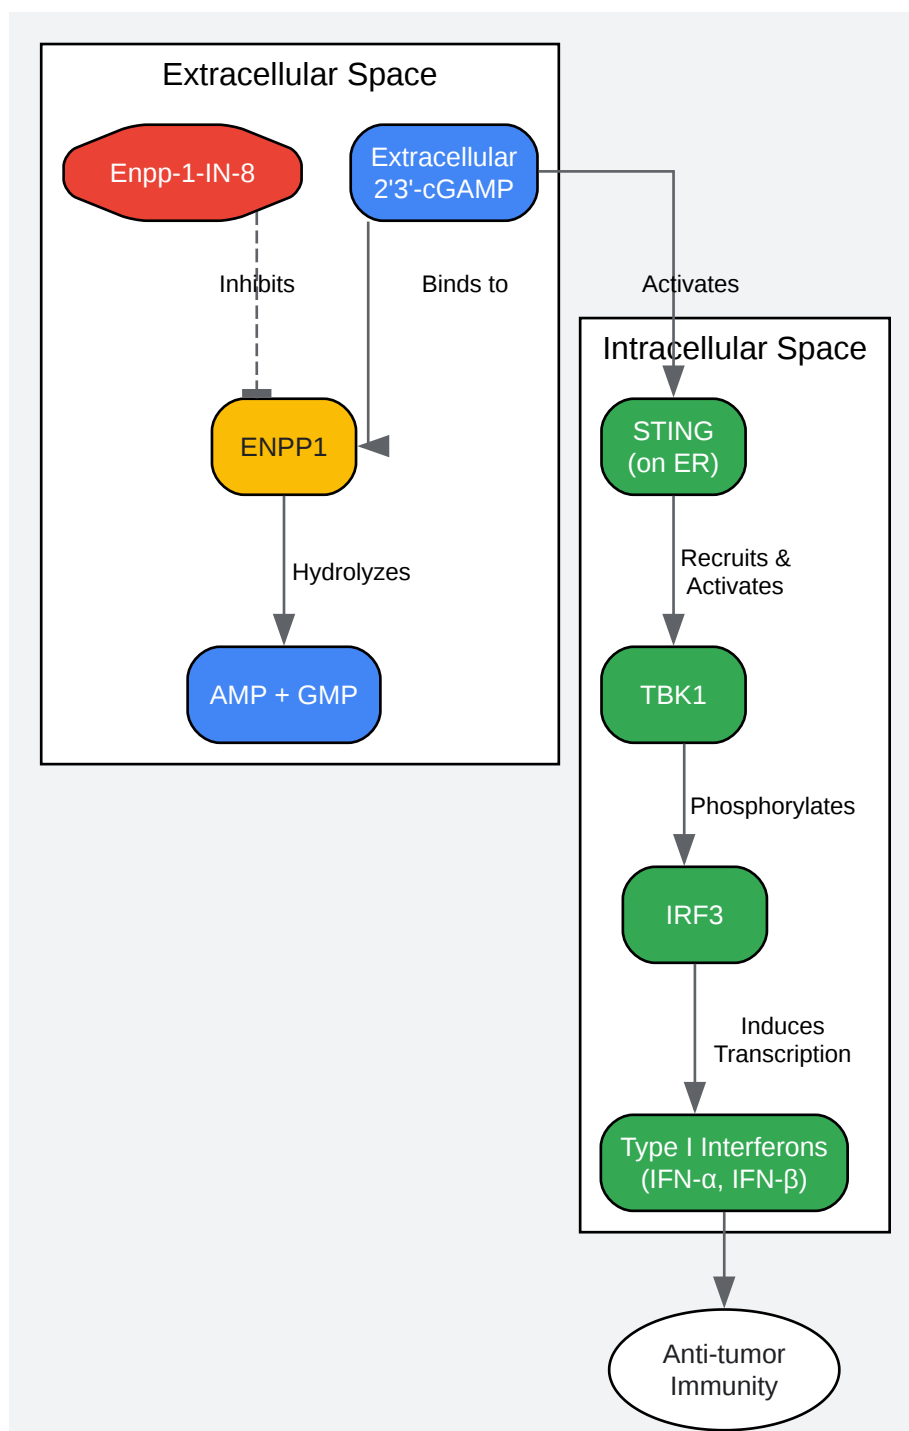 Extracellular Space
Enpp-1-IN-8
Extracellular
2'3'-cGAMP
Inhibits
Binds to
Activates
Intracellular Space
ENPP1
STING
(on ER)
Hydrolyzes
Recruits &
Activates
AMP + GMP
TBK1
Phosphorylates
IRF3
Induces
Transcription
Type I Interferons
(IFN-α, IFN-β)
Anti-tumor
Immunity